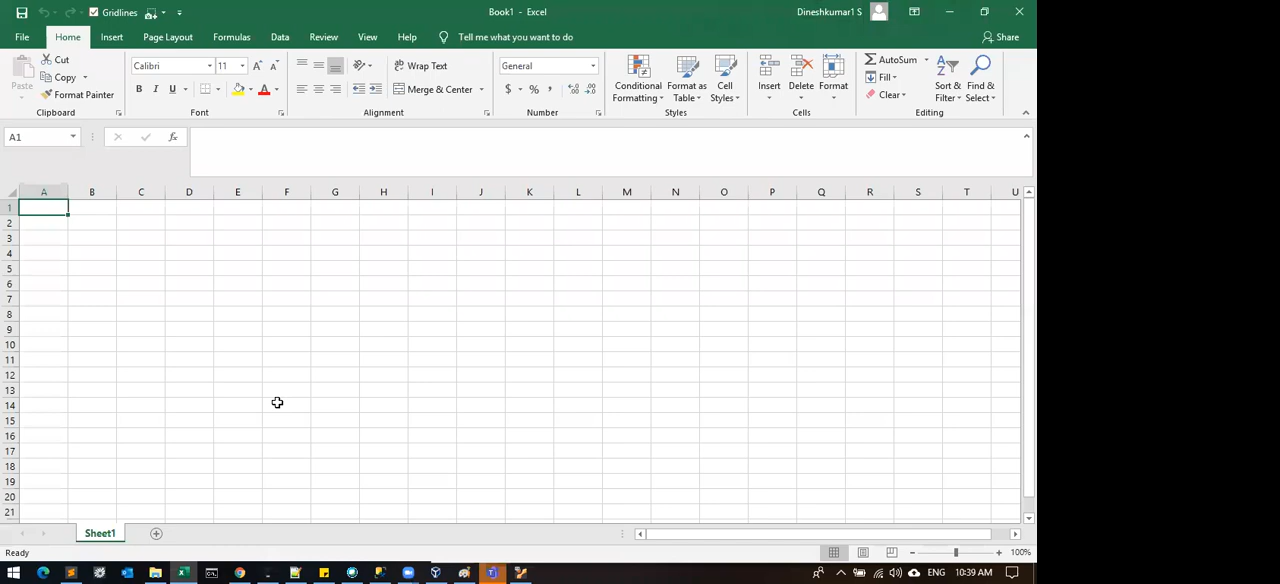 Gridlines
Book1 - Excel
Dineshkumar1 S
File
Home
Insert
Page Layout
Formulas
Data
Review
View
Help
Tell me what you want to do
Share
Paste
Cut
Copy
Format Painter
Clipboard
Calibri
11
B I U
Font
Wrap Text
Merge & Center
Alignment
General
$ % ,
Number
Conditional Formatting
Format as Table
Cell Styles
Styles
Insert
Delete
Format
Cells
AutoSum
Fill
Clear
Sort & Filter
Find & Select
Editing
A1
fx
A B C D E F G H I J K L M N O P Q R S T U
1
2
3
4
5
6
7
8
9
10
11
12
13
14
15
16
17
18
19
20
21
Sheet1
Ready
100%
ENG
10:39 AM